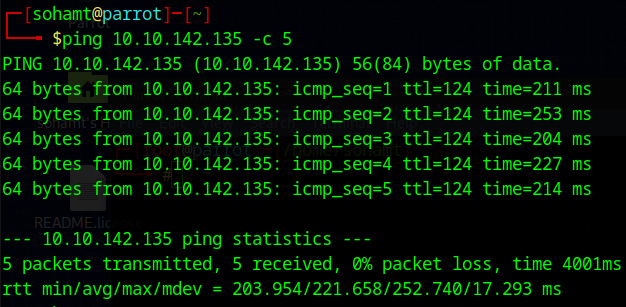 [sohamt@parrot]-[~]
$ping 10.10.142.135 -c 5
PING 10.10.142.135 (10.10.142.135) 56(84) bytes of data.
64 bytes from 10.10.142.135: icmp_seq=1 ttl=124 time=211 ms
64 bytes from 10.10.142.135: icmp_seq=2 ttl=124 time=253 ms
64 bytes from 10.10.142.135: icmp_seq=3 ttl=124 time=204 ms
64 bytes from 10.10.142.135: icmp_seq=4 ttl=124 time=227 ms
64 bytes from 10.10.142.135: icmp_seq=5 ttl=124 time=214 ms
README.lic
--- 10.10.142.135 ping statistics ---
5 packets transmitted, 5 received, 0% packet loss, time 4001ms
rtt min/avg/max/mdev = 203.954/221.658/252.740/17.293 ms